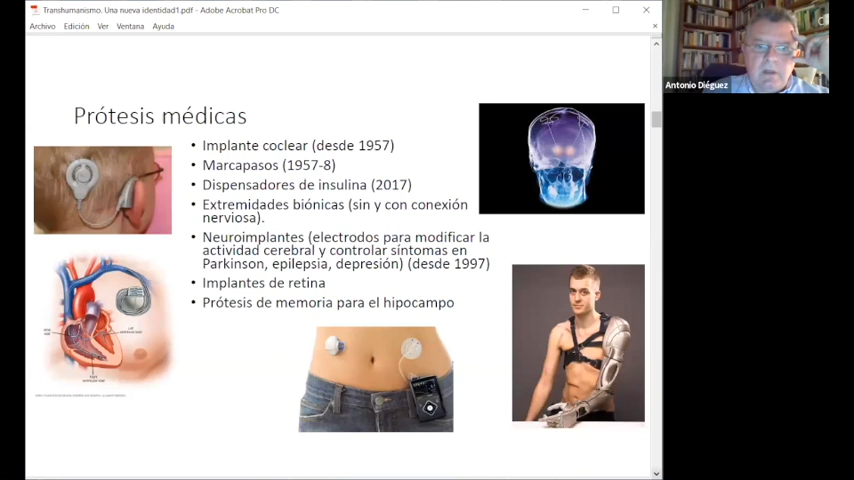 Transhumanismo. Una nueva identidad1.pdf - Adobe Acrobat Pro DC
Archivo Edición Ver Ventana Ayuda
Antonio Diéguez
Prótesis médicas
• Implante coclear (desde 1957)
• Marcapasos (1957-8)
• Dispensadores de insulina (2017)
• Extremidades biónicas (sin y con conexión
nerviosa).
• Neuroimplantes (electrodos para modificar la
actividad cerebral y controlar síntomas en
Parkinson, epilepsia, depresión) (desde 1997)
• Implantes de retina
• Prótesis de memoria para el hipocampo